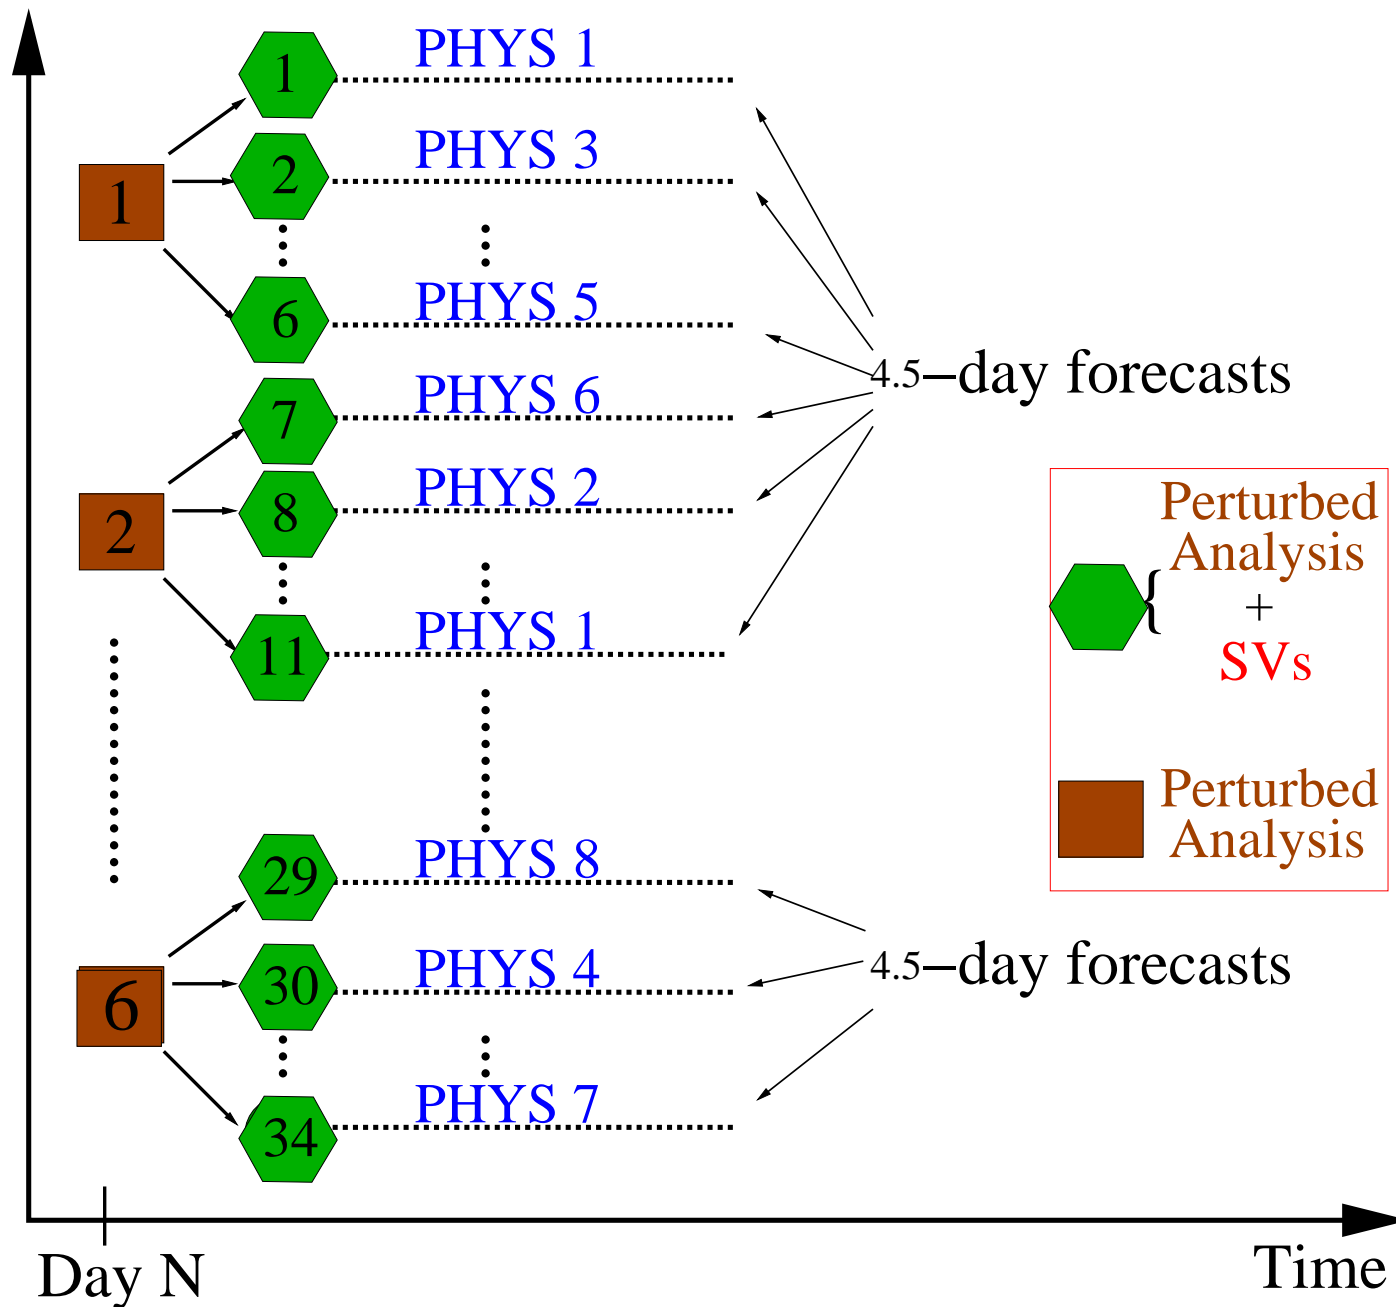 1
PHYS 1
2
PHYS 3
1
6
PHYS 5
4.5–day forecasts
7
PHYS 6
8
PHYS 2
2
11
PHYS 1
Perturbed
Analysis
{
+
SVs
Perturbed
Analysis
29
PHYS 8
30
PHYS 4
4.5–day forecasts
6
34
PHYS 7
Day N
Time